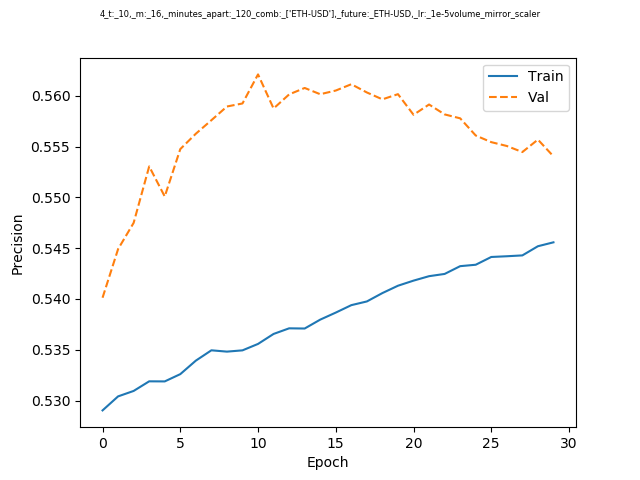 4_t:_10,_m:_16,_minutes_apart:_120_comb:_['ETH-USD'],_future:_ETH-USD,_lr:_1e-5volume_mirror_scaler
Train
Val
0.560
0.555
0.550
0.545
0.540
0.535
0.530
Precision
0 5 10 15 20 25 30
Epoch